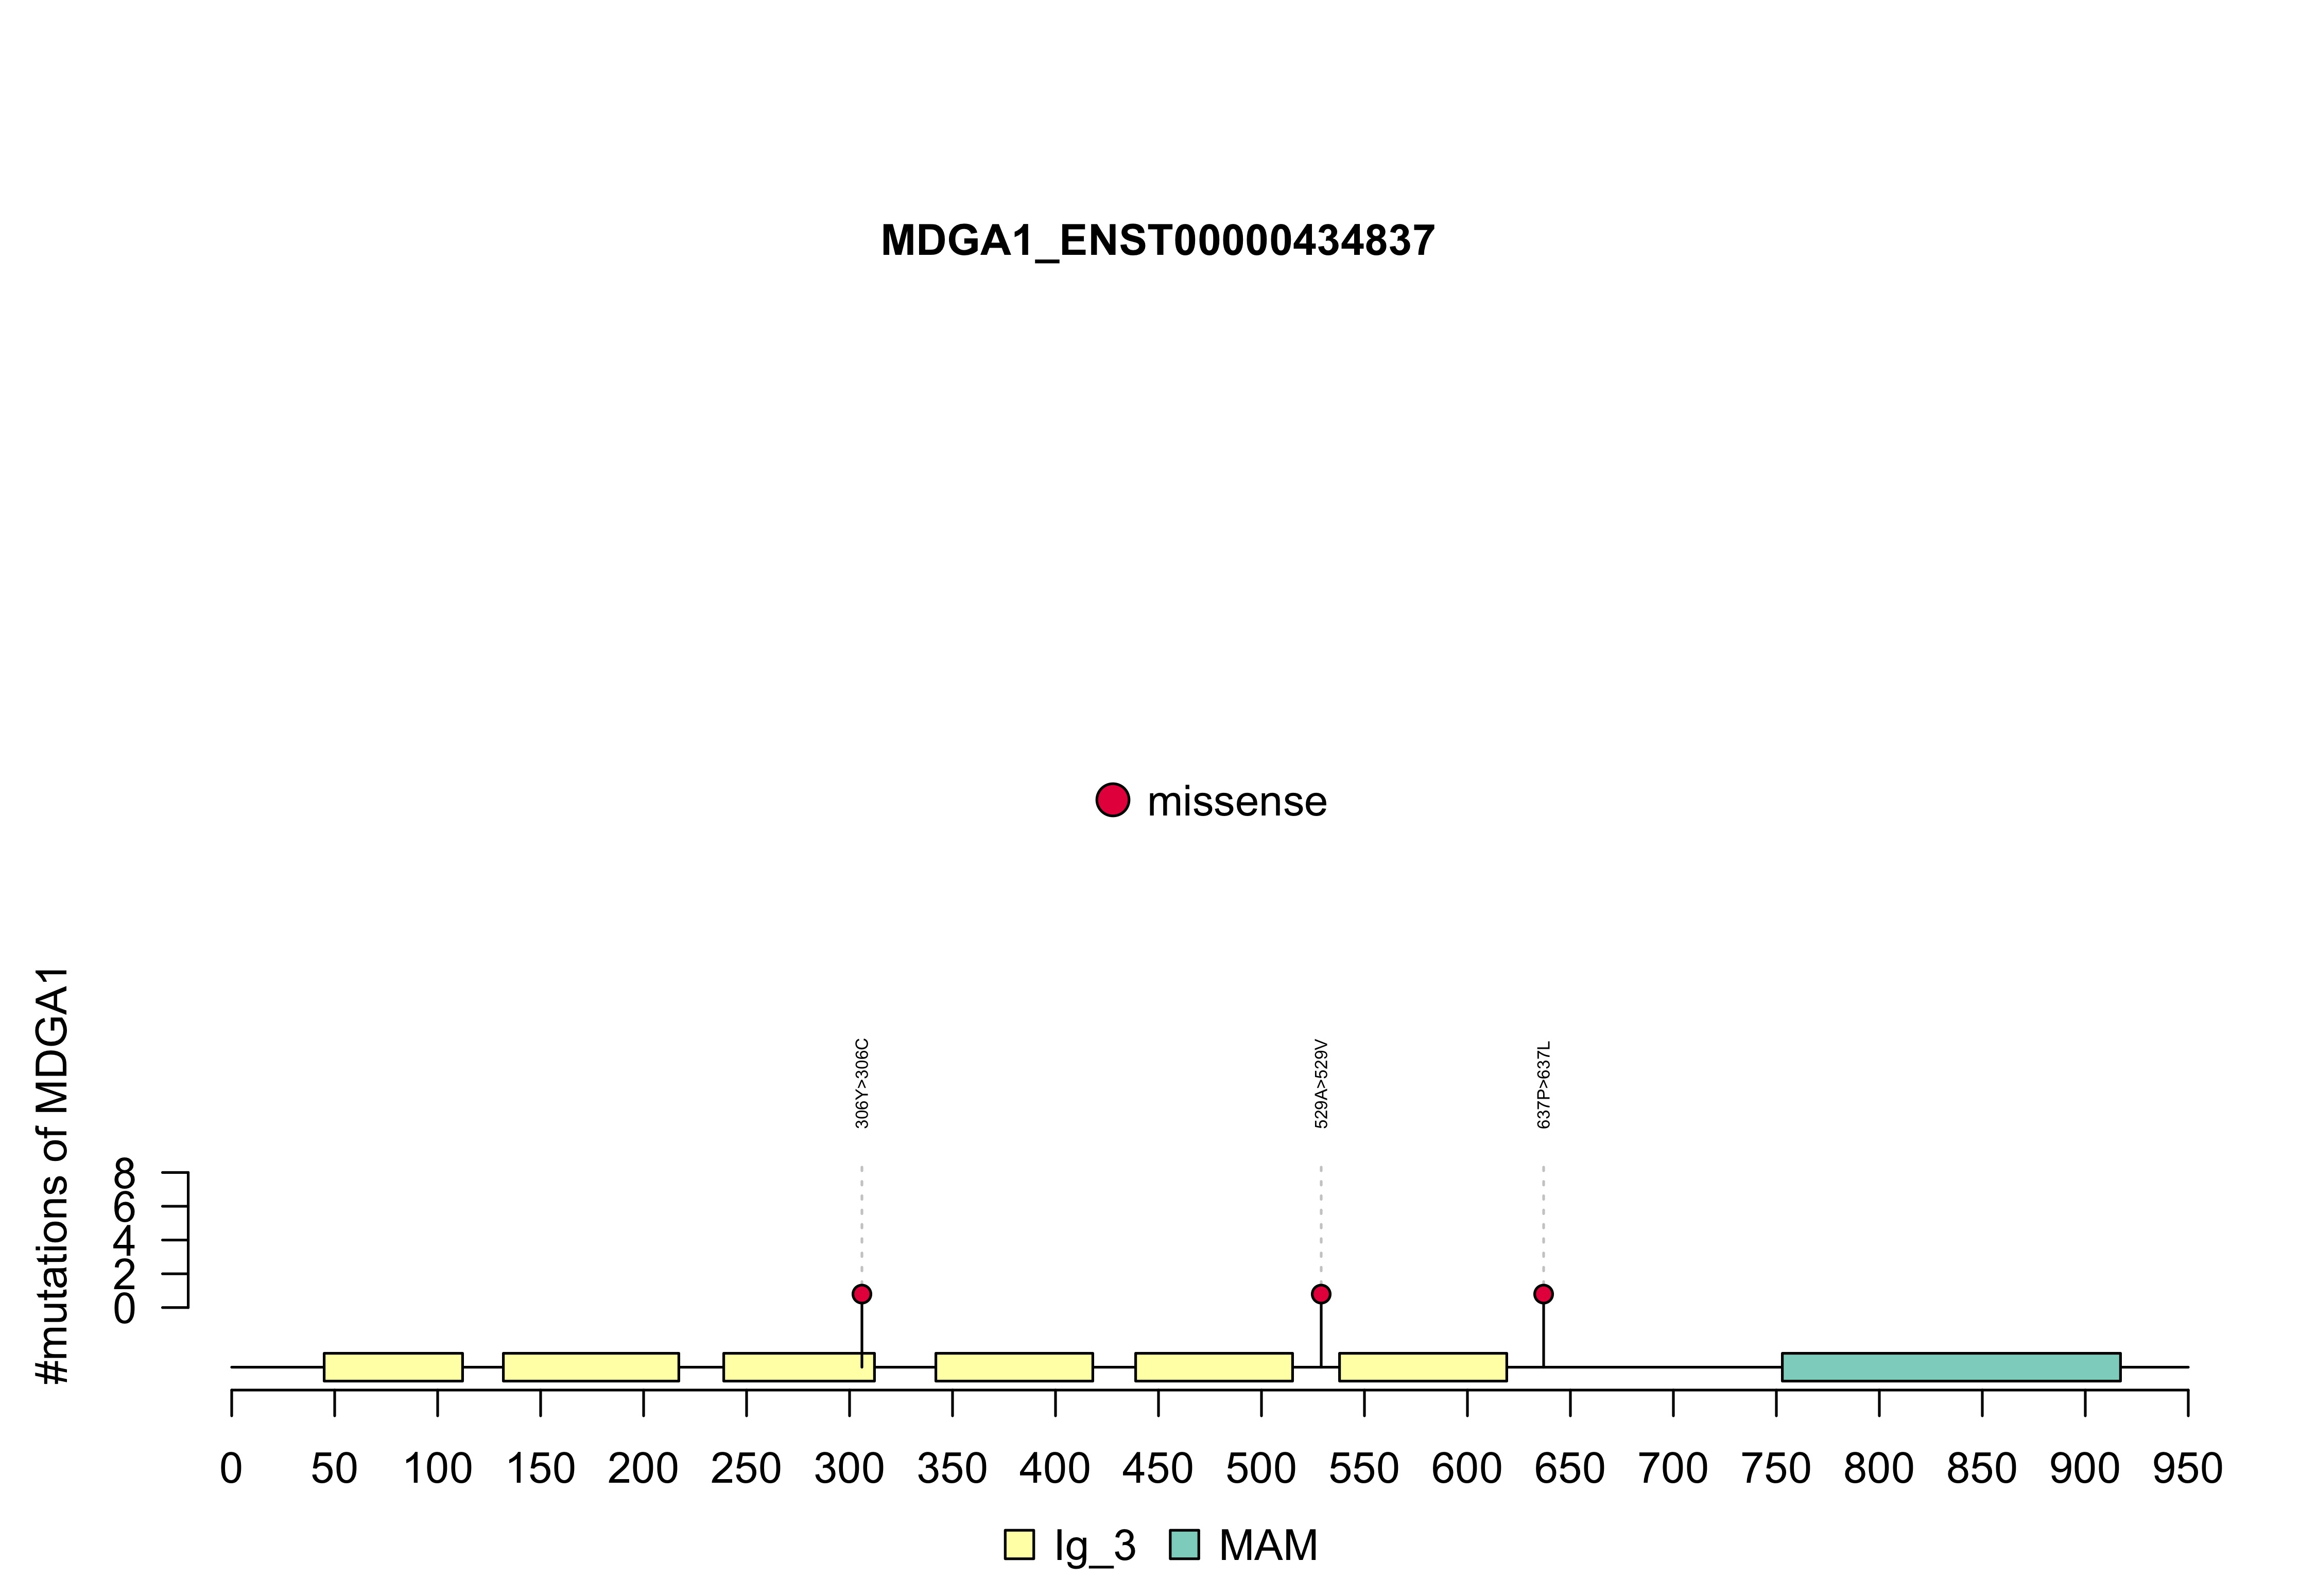 MDGA1_ENST00000434837
missense
#mutations of MDGA1
306Y>306C
529A>529V
637P>637L
8
6
4
2
0
0 50 100 150 200 250 300 350 400 450 500 550 600 650 700 750 800 850 900 950
Ig_3 MAM